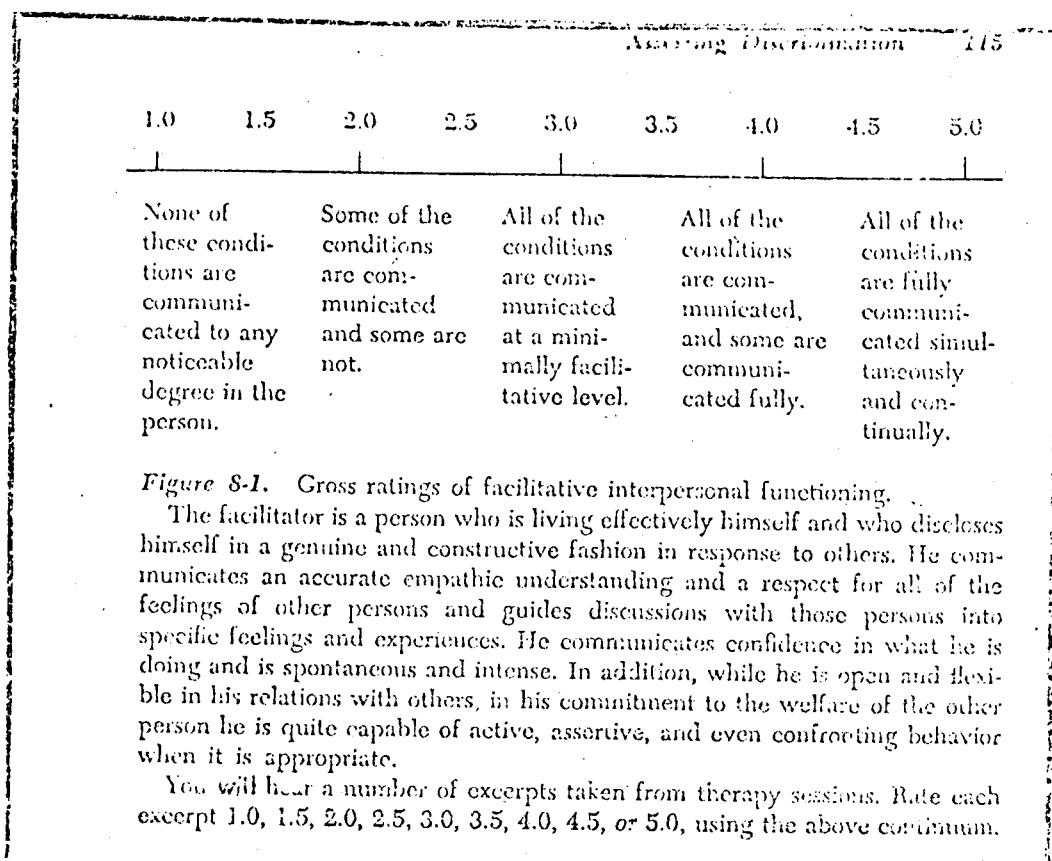 Assessing Discrimination 115
1.0 1.5 2.0 2.5 3.0 3.5 4.0 4.5 5.0
None of
these condi-
tions are
communi-
cated to any
noticeable
degree in the
person.
Some of the
conditions
are com-
municated
and some are
not.
All of the
conditions
are com-
municated
at a mini-
mally facili-
tative level.
All of the
conditions
are com-
municated,
and some are
communi-
cated fully.
All of the
conditions
are fully
communi-
cated simul-
taneously
and con-
tinually.
Figure 8-1. Gross ratings of facilitative interpersonal functioning.
The facilitator is a person who is living effectively himself and who discloses
himself in a genuine and constructive fashion in response to others. He com-
municates an accurate empathic understanding and a respect for all of the
feelings of other persons and guides discussions with those persons into
specific feelings and experiences. He communicates confidence in what he is
doing and is spontaneous and intense. In addition, while he is open and flexi-
ble in his relations with others, in his commitment to the welfare of the other
person he is quite capable of active, assertive, and even confronting behavior
when it is appropriate.
You will hear a number of excerpts taken from therapy sessions. Rate each
excerpt 1.0, 1.5, 2.0, 2.5, 3.0, 3.5, 4.0, 4.5, or 5.0, using the above continuum.